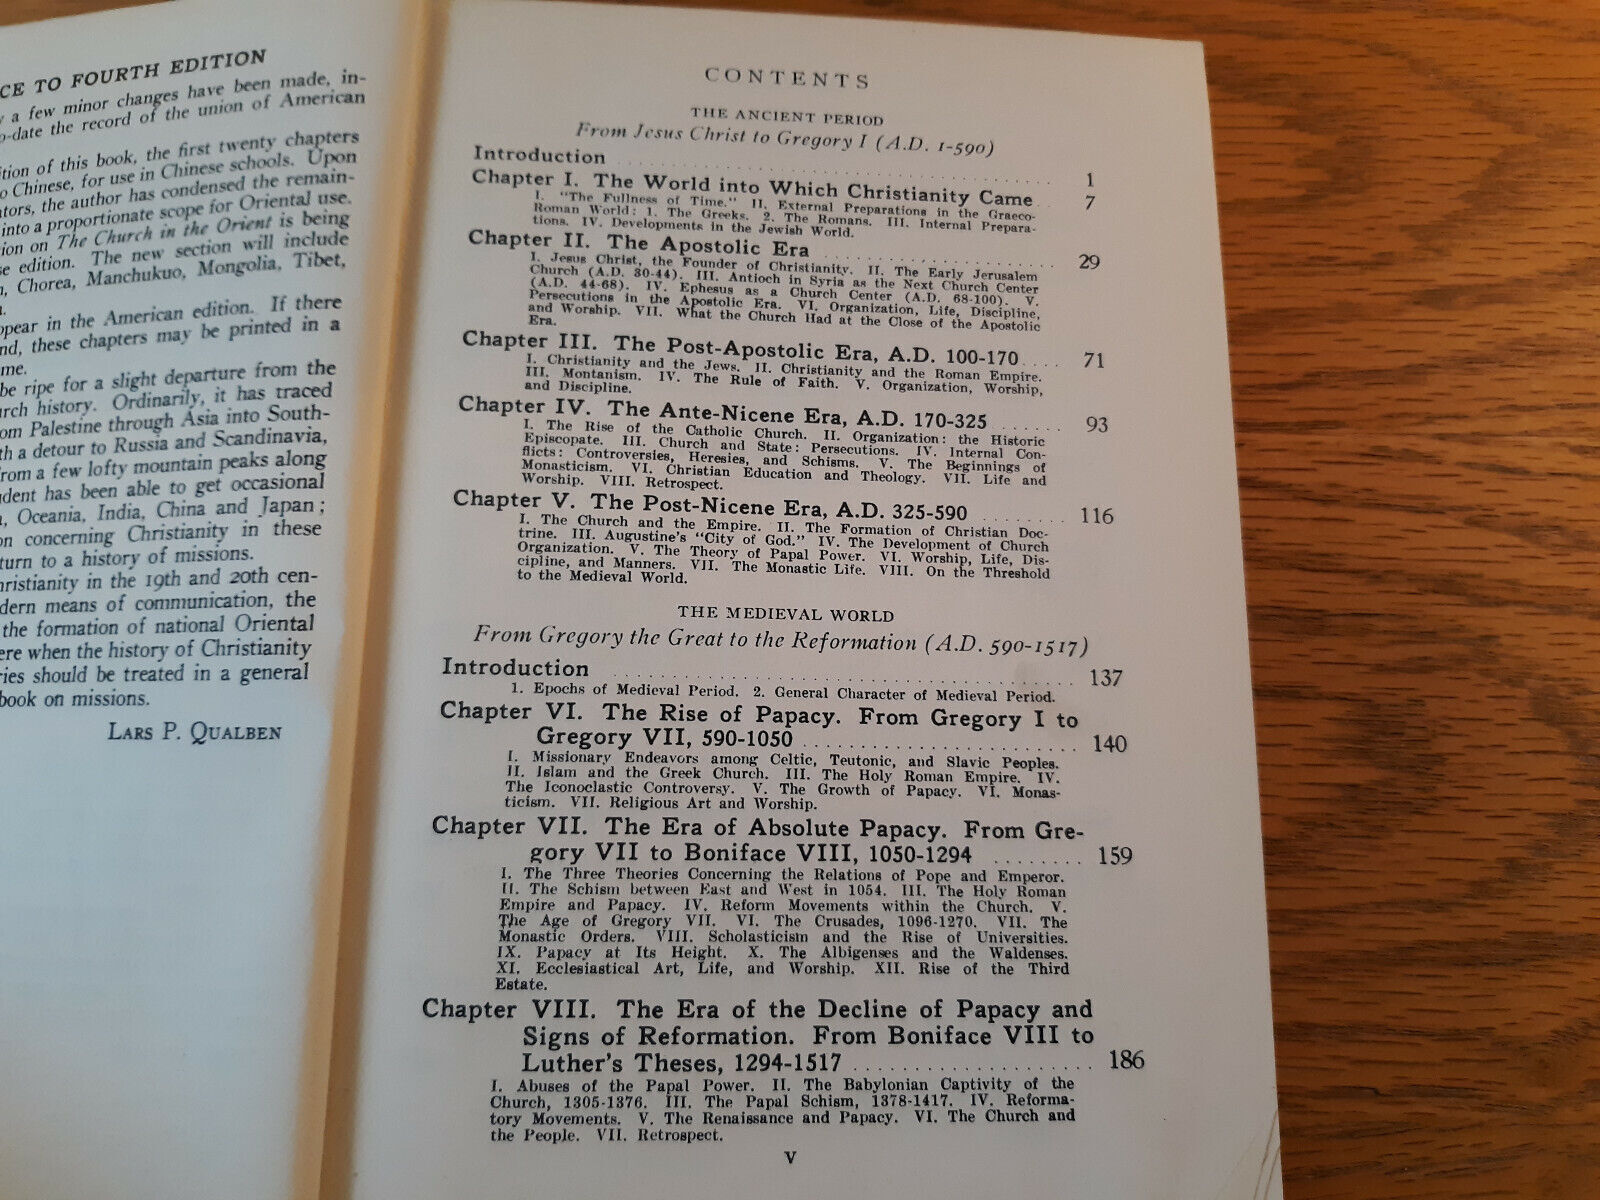 CE TO FOURTH EDITION
a few minor changes have been made, in-
-date the record of the union of American
ition of this book, the first twenty chapters
o Chinese, for use in Chinese schools. Upon
ators, the author has condensed the remain-
into a proportionate scope for Oriental use.
ion on The Church in the Orient is being
se edition. The new section will include
Chorea, Manchukuo, Mongolia, Tibet,
ppear in the American edition. If there
nd, these chapters may be printed in a
me.
be ripe for a slight departure from the
rch history. Ordinarily, it has traced
om Palestine through Asia into South-
th a detour to Russia and Scandinavia,
from a few lofty mountain peaks along
udent has been able to get occasional
Oceania, India, China and Japan;
on concerning Christianity in these
turn to a history of missions.
hristianity in the 19th and 20th cen-
dern means of communication, the
the formation of national Oriental
ere when the history of Christianity
ries should be treated in a general
book on missions.
LARS P. QUALBEN
CONTENTS
THE ANCIENT PERIOD
From Jesus Christ to Gregory I (A.D. 1-590)
Introduction . . . . . 1
Chapter I. The World into Which Christianity Came . . 7
I. "The Fullness of Time." II. External Preparations in the Graeco-
Roman World: 1. The Greeks. 2. The Romans. III. Internal Prepara-
tions. IV. Developments in the Jewish World.
Chapter II. The Apostolic Era . . . . . 29
I. Jesus Christ, the Founder of Christianity. II. The Early Jerusalem
Church (A.D. 30-44). III. Antioch in Syria as the Next Church Center
(A.D. 44-68). IV. Ephesus as a Church Center (A.D. 68-100). V.
Persecutions in the Apostolic Era. VI. Organization, Life, Discipline,
and Worship. VII. What the Church Had at the Close of the Apostolic
Era.
Chapter III. The Post-Apostolic Era, A.D. 100-170 . . . . 71
I. Christianity and the Jews. II. Christianity and the Roman Empire.
III. Montanism. IV. The Rule of Faith. V. Organization, Worship,
and Discipline.
Chapter IV. The Ante-Nicene Era, A.D. 170-325 . . . . . 93
I. The Rise of the Catholic Church. II. Organization: the Historic
Episcopate. III. Church and State: Persecutions. IV. Internal Con-
flicts: Controversies, Heresies, and Schisms. V. The Beginnings of
Monasticism. VI. Christian Education and Theology. VII. Life and
Worship. VIII. Retrospect.
Chapter V. The Post-Nicene Era, A.D. 325-590 . . . . . 116
I. The Church and the Empire. II. The Formation of Christian Doc-
trine. III. Augustine's "City of God." IV. The Development of Church
Organization. V. The Theory of Papal Power. VI. Worship, Life, Dis-
cipline, and Manners. VII. The Monastic Life. VIII. On the Threshold
to the Medieval World.
THE MEDIEVAL WORLD
From Gregory the Great to the Reformation (A.D. 590-1517)
Introduction . . . . . 137
1. Epochs of Medieval Period. 2. General Character of Medieval Period.
Chapter VI. The Rise of Papacy. From Gregory I to
Gregory VII, 590-1050 . . . . . 140
I. Missionary Endeavors among Celtic, Teutonic, and Slavic Peoples.
II. Islam and the Greek Church. III. The Holy Roman Empire. IV.
The Iconoclastic Controversy. V. The Growth of Papacy. VI. Monas-
ticism. VII. Religious Art and Worship.
Chapter VII. The Era of Absolute Papacy. From Gre-
gory VII to Boniface VIII, 1050-1294 . . . . . 159
I. The Three Theories Concerning the Relations of Pope and Emperor.
II. The Schism between East and West in 1054. III. The Holy Roman
Empire and Papacy. IV. Reform Movements within the Church. V.
The Age of Gregory VII. VI. The Crusades, 1096-1270. VII. The
Monastic Orders. VIII. Scholasticism and the Rise of Universities.
IX. Papacy at Its Height. X. The Albigenses and the Waldenses.
XI. Ecclesiastical Art, Life, and Worship. XII. Rise of the Third
Estate.
Chapter VIII. The Era of the Decline of Papacy and
Signs of Reformation. From Boniface VIII to
Luther's Theses, 1294-1517 . . . . . 186
I. Abuses of the Papal Power. II. The Babylonian Captivity of the
Church, 1305-1376. III. The Papal Schism, 1378-1417. IV. Reforma-
tory Movements. V. The Renaissance and Papacy. VI. The Church and
the People. VII. Retrospect.
V